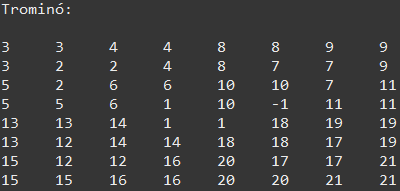 Trominó:
3 3 4 4 8 8 9 9
3 2 2 4 8 7 7 9
5 2 6 6 10 10 7 11
5 5 6 1 10 -1 11 11
13 13 14 1 1 18 19 19
13 12 14 14 18 18 17 19
15 12 12 16 20 17 17 21
15 15 16 16 20 20 21 21